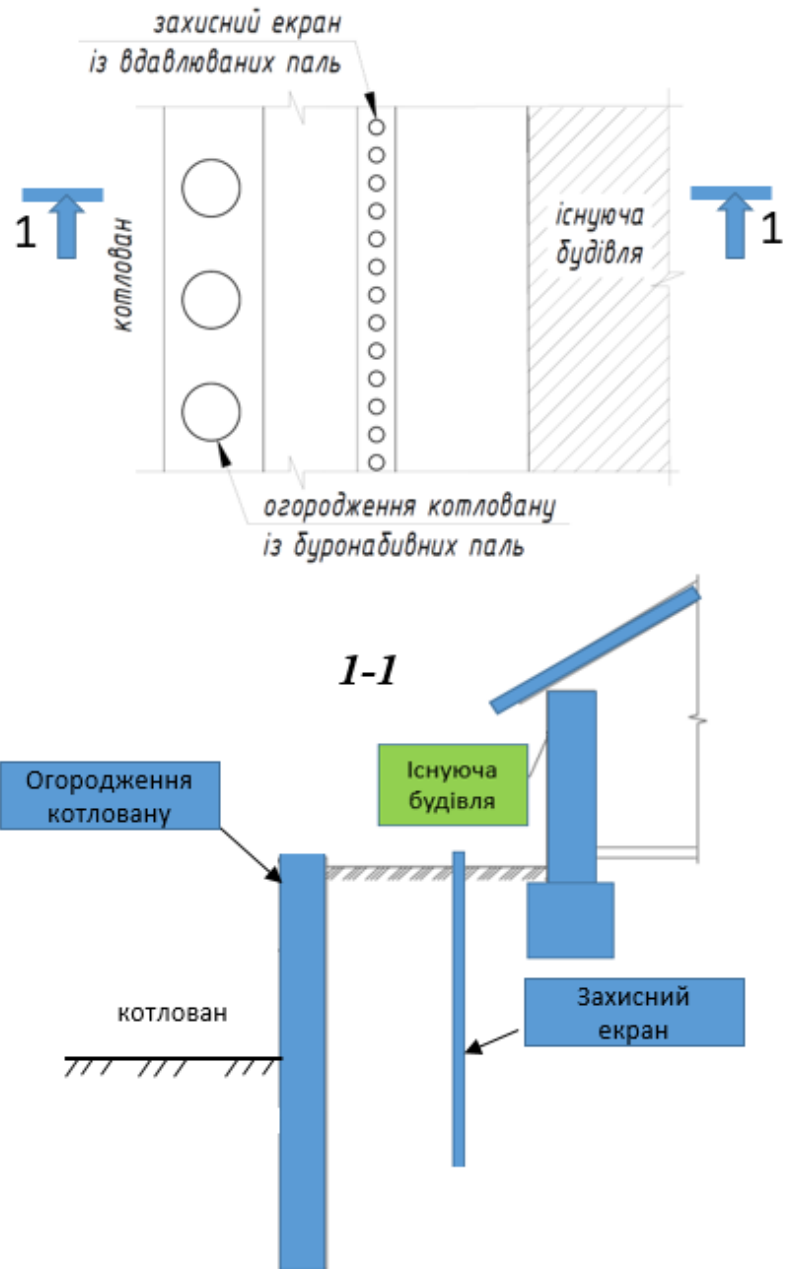 захисний екран
із вдавлюваних паль
1
котлован
існуюча
будівля
1
огородження котловану
із буронабивних паль
1-1
Огородження
котловану
Існуюча
будівля
котлован
Захисний
екран